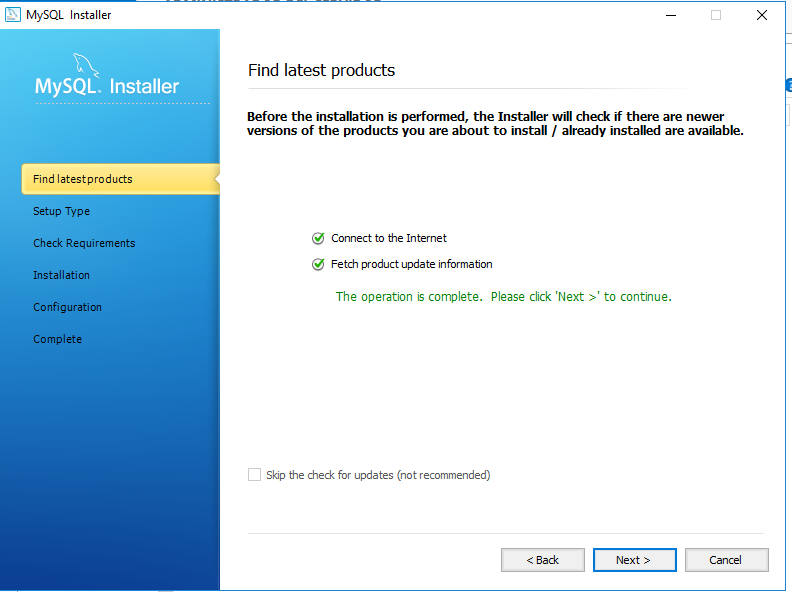 MySQL Installer
MySQL® Installer
Find latest products
Setup Type
Check Requirements
Installation
Configuration
Complete
Find latest products
Before the installation is performed, the Installer will check if there are newer
versions of the products you are about to install / already installed are available.
Connect to the Internet
Fetch product update information
The operation is complete. Please click 'Next >' to continue.
Skip the check for updates (not recommended)
< Back
Next >
Cancel